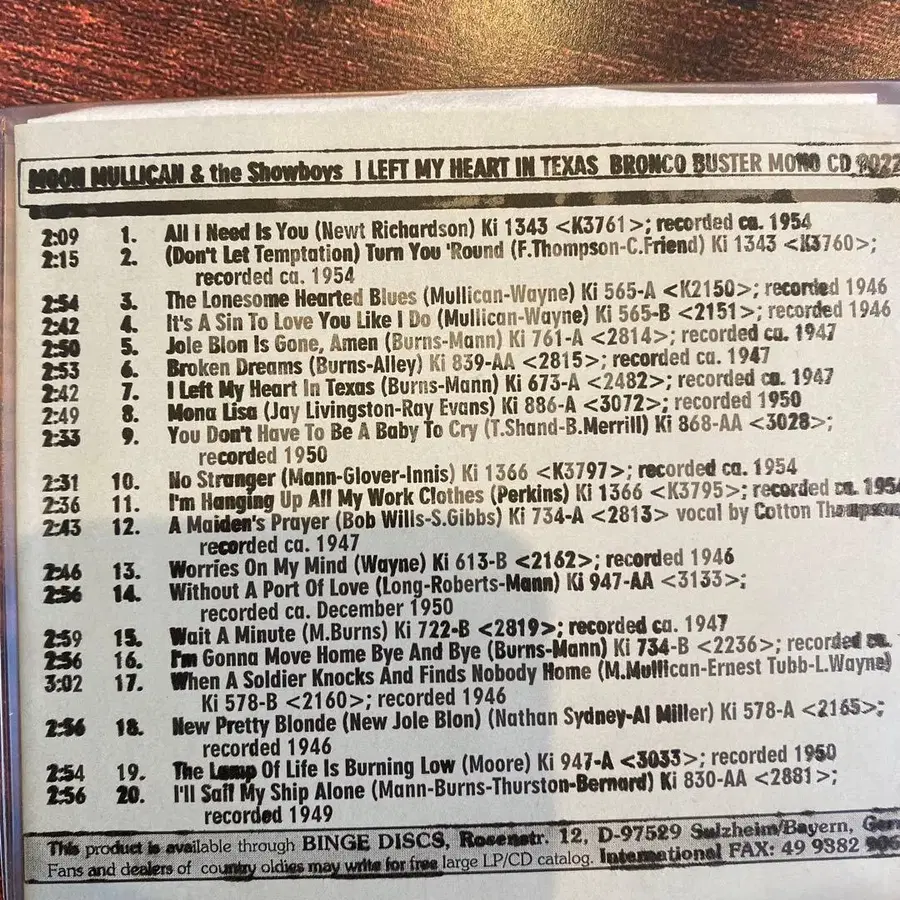 MOON MULLICAN & the Showboys I LEFT MY HEART IN TEXAS BRONCO BUSTER MONO CD
2:09 1. All I Need Is You (Newt Richardson) Ki 1343 <K3761>; recorded ca. 1954
2:15 2. (Don't Let Temptation) Turn You 'Round (F.Thompson-C.Friend) Ki 1343 <K3760>;
recorded ca. 1954
2:54 3. The Lonesome Hearted Blues (Mullican-Wayne) Ki 565-A <K2150>; recorded 1946
2:42 4. It's A Sin To Love You Like I Do (Mullican-Wayne) Ki 565-B <2151>; recorded 1946
2:50 5. Jole Blon Is Gone, Amen (Burns-Mann) Ki 761-A <2814>; recorded ca. 1947
2:53 6. Broken Dreams (Burns-Alley) Ki 839-AA <2815>; recorded ca. 1947
2:42 7. I Left My Heart In Texas (Burns-Mann) Ki 673-A <2482>; recorded ca. 1947
2:49 8. Mona Lisa (Jay Livingston-Ray Evans) Ki 886-A <3072>; recorded 1950
2:33 9. You Don't Have To Be A Baby To Cry (T.Shand-B.Merrill) Ki 868-AA <3028>;
recorded 1950
2:31 10. No Stranger (Mann-Glover-Innis) Ki 1366 <K3797>; recorded ca. 1954
2:36 11. I'm Hanging Up All My Work Clothes (Perkins) Ki 1366 <K3795>; recorded ca. 1954
2:43 12. A Maiden's Prayer (Bob Wills-S.Gibbs) Ki 734-A <2813> vocal by Cotton Thompson
recorded ca. 1947
2:46 13. Worries On My Mind (Wayne) Ki 613-B <2162>; recorded 1946
2:56 14. Without A Port Of Love (Long-Roberts-Mann) Ki 947-AA <3133>;
recorded ca. December 1950
2:59 15. Wait A Minute (M.Burns) Ki 722-B <2819>; recorded ca. 1947
2:56 16. I'm Gonna Move Home Bye And Bye (Burns-Mann) Ki 734-B <2236>; recorded ca.
3:02 17. When A Soldier Knocks And Finds Nobody Home (M.Mullican-Ernest Tubb-L.Wayne)
Ki 578-B <2160>; recorded 1946
2:56 18. New Pretty Blonde (New Jole Blon) (Nathan Sydney-Al Miller) Ki 578-A <2165>;
recorded 1946
2:54 19. The Lamp Of Life Is Burning Low (Moore) Ki 947-A <3033>; recorded 1950
2:56 20. I'll Sail My Ship Alone (Mann-Burns-Thurston-Bernard) Ki 830-AA <2881>;
recorded 1949
This product is available through BINGE DISCS, Rosenstr. 12, D-97529 Sulzheim/Bayern,
Fans and dealers of country oldies may write for free large LP/CD catalog. International FAX: 49 9382